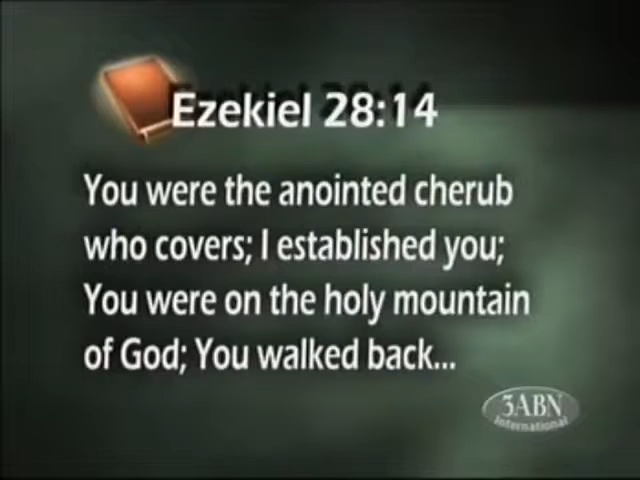 Ezekiel 28:14
You were the anointed cherub
who covers; I established you;
You were on the holy mountain
of God; You walked back...
3ABN
International